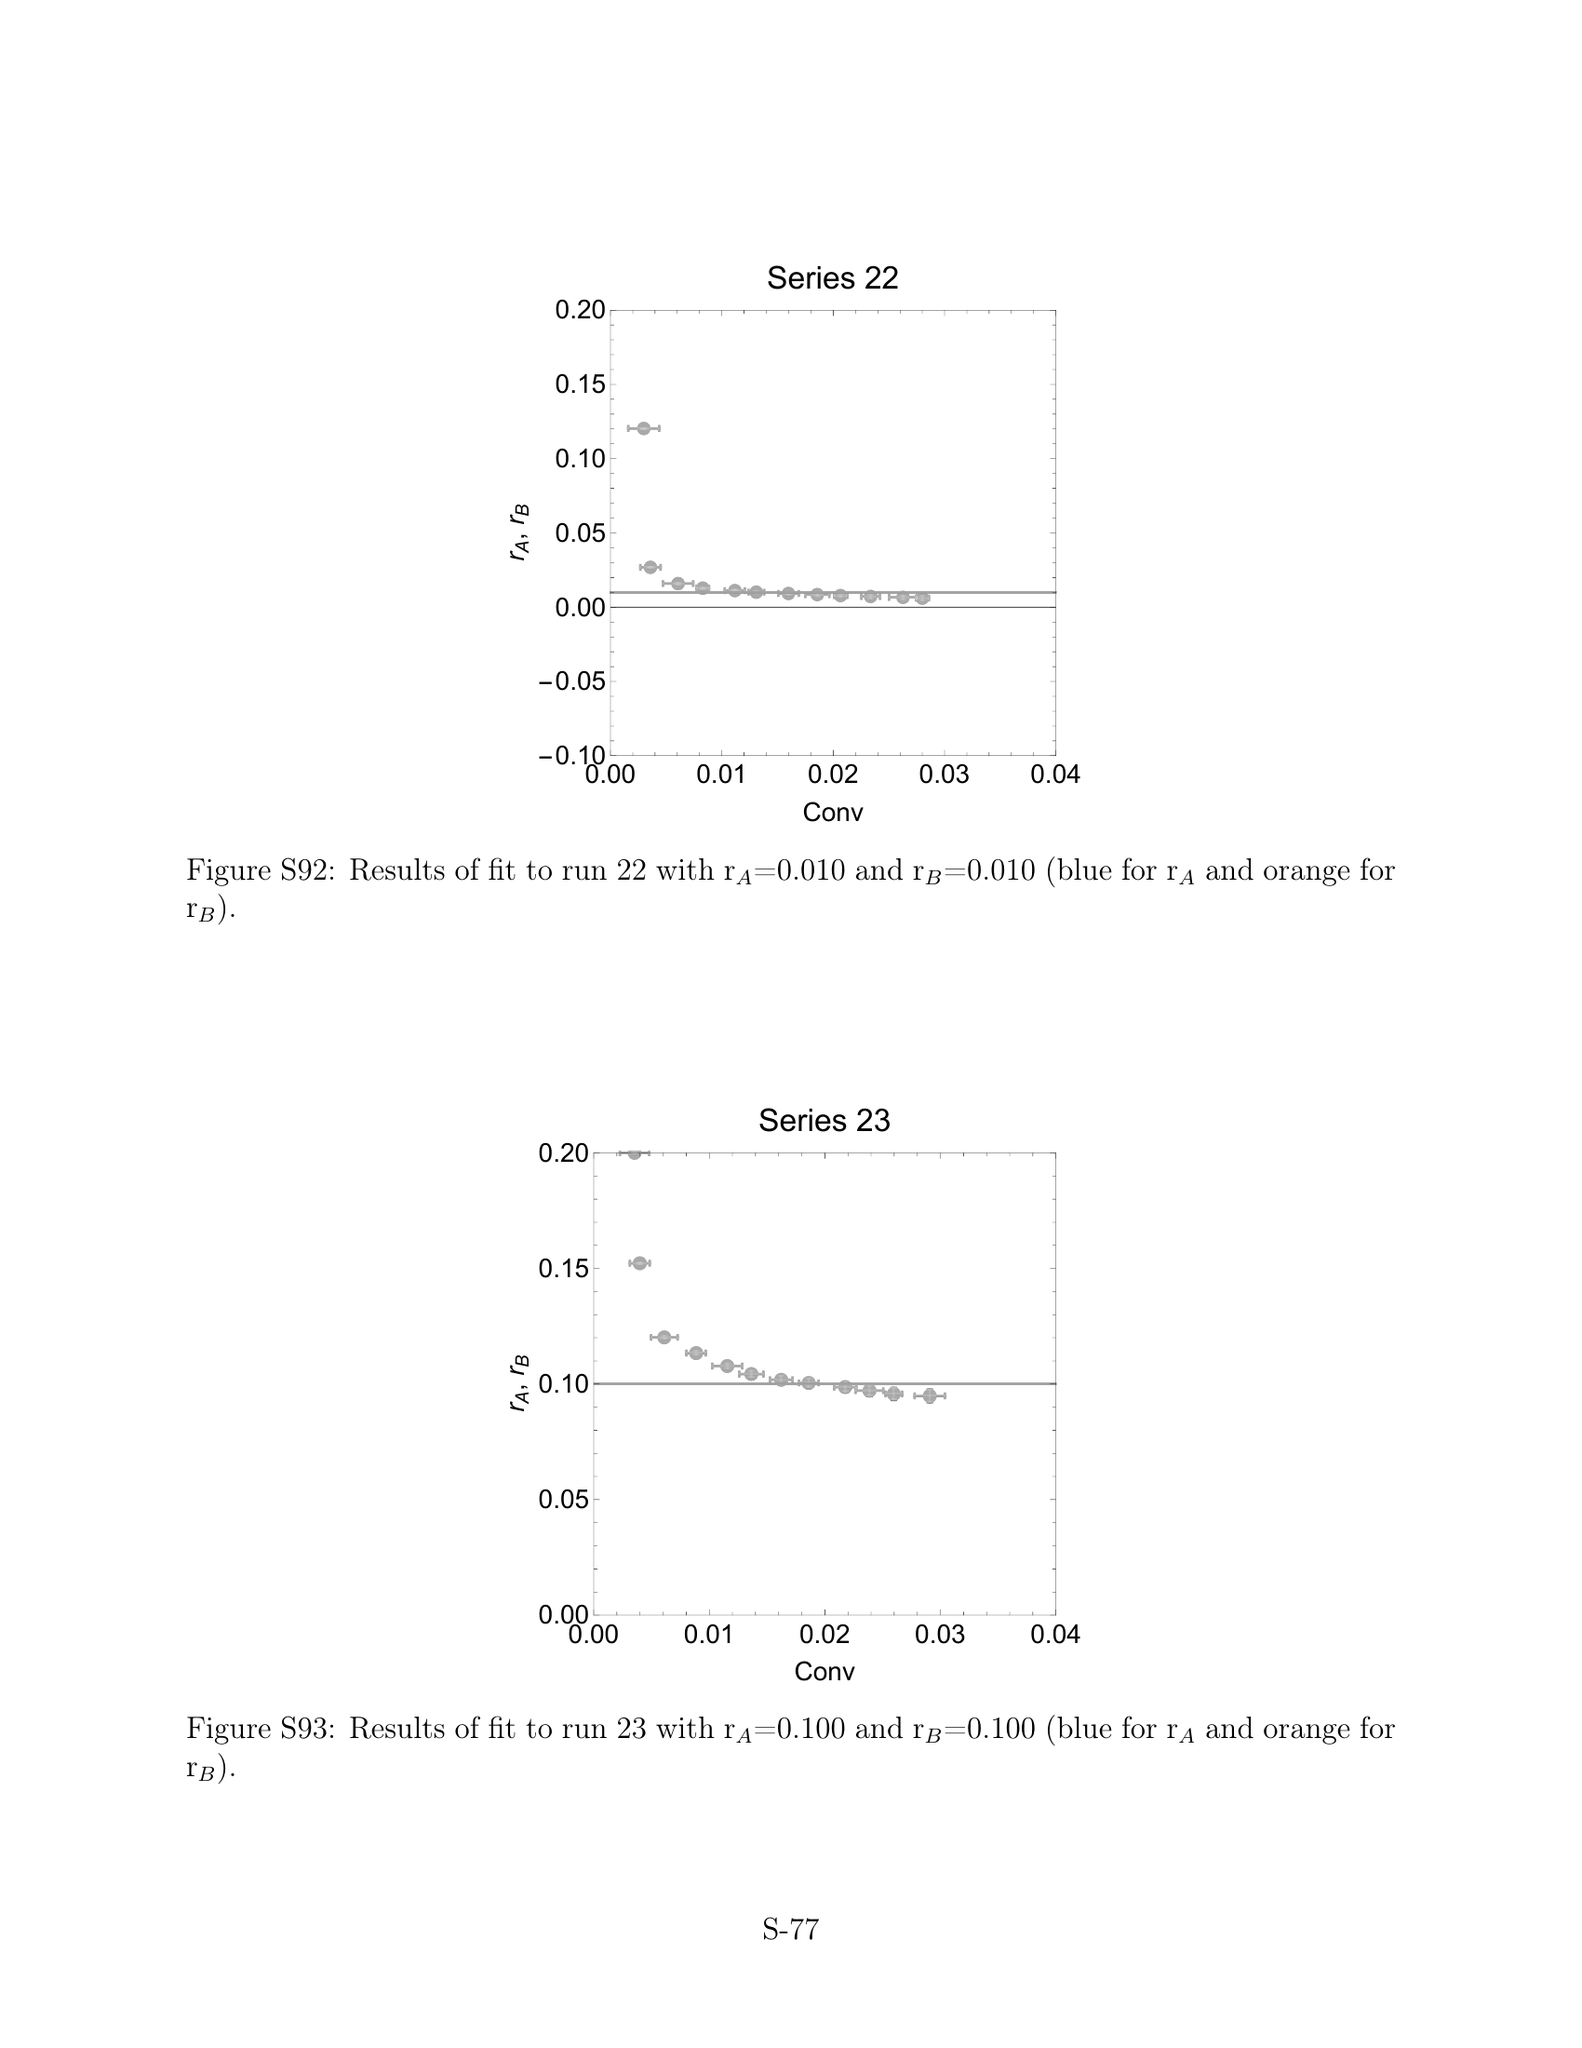 Series 22
0.20
0.15
0.10
0.05
0.00
−0.05
−0.10
r_A, r_B
0.00 0.01 0.02 0.03 0.04
Conv
Figure S92: Results of fit to run 22 with r_A=0.010 and r_B=0.010 (blue for r_A and orange for
r_B).
Series 23
0.20
0.15
0.10
0.05
0.00
r_A, r_B
0.00 0.01 0.02 0.03 0.04
Conv
Figure S93: Results of fit to run 23 with r_A=0.100 and r_B=0.100 (blue for r_A and orange for
r_B).
S-77